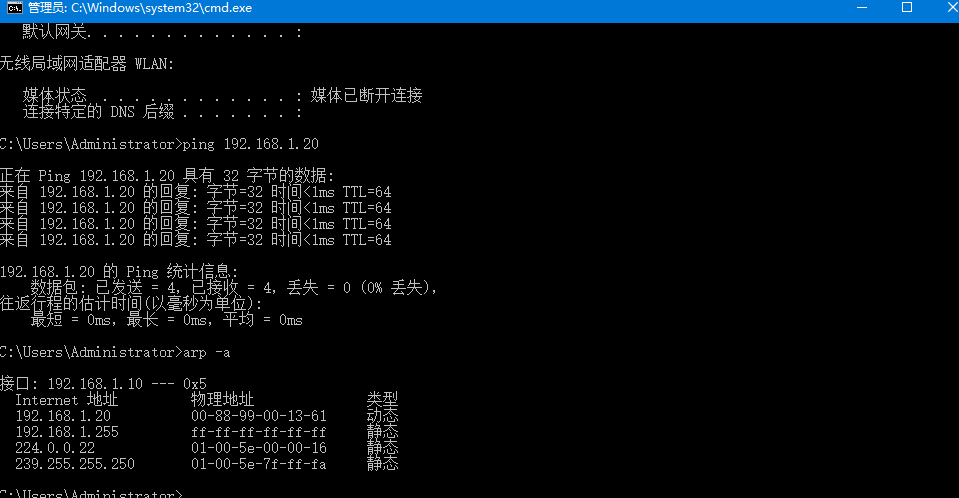 管理员: C:\Windows\system32\cmd.exe
默认网关. . . . . . . . . . . . . :
无线局域网适配器 WLAN:
媒体状态 . . . . . . . . . . . . : 媒体已断开连接
连接特定的 DNS 后缀 . . . . . . . :
C:\Users\Administrator>ping 192.168.1.20
正在 Ping 192.168.1.20 具有 32 字节的数据:
来自 192.168.1.20 的回复: 字节=32 时间<1ms TTL=64
来自 192.168.1.20 的回复: 字节=32 时间<1ms TTL=64
来自 192.168.1.20 的回复: 字节=32 时间<1ms TTL=64
来自 192.168.1.20 的回复: 字节=32 时间<1ms TTL=64
192.168.1.20 的 Ping 统计信息:
数据包: 已发送 = 4, 已接收 = 4, 丢失 = 0 (0% 丢失),
往返行程的估计时间(以毫秒为单位):
最短 = 0ms, 最长 = 0ms, 平均 = 0ms
C:\Users\Administrator>arp -a
接口: 192.168.1.10 --- 0x5
Internet 地址 物理地址 类型
192.168.1.20 00-88-99-00-13-61 动态
192.168.1.255 ff-ff-ff-ff-ff-ff 静态
224.0.0.22 01-00-5e-00-00-16 静态
239.255.255.250 01-00-5e-7f-ff-fa 静态
C:\Users\Administrator>